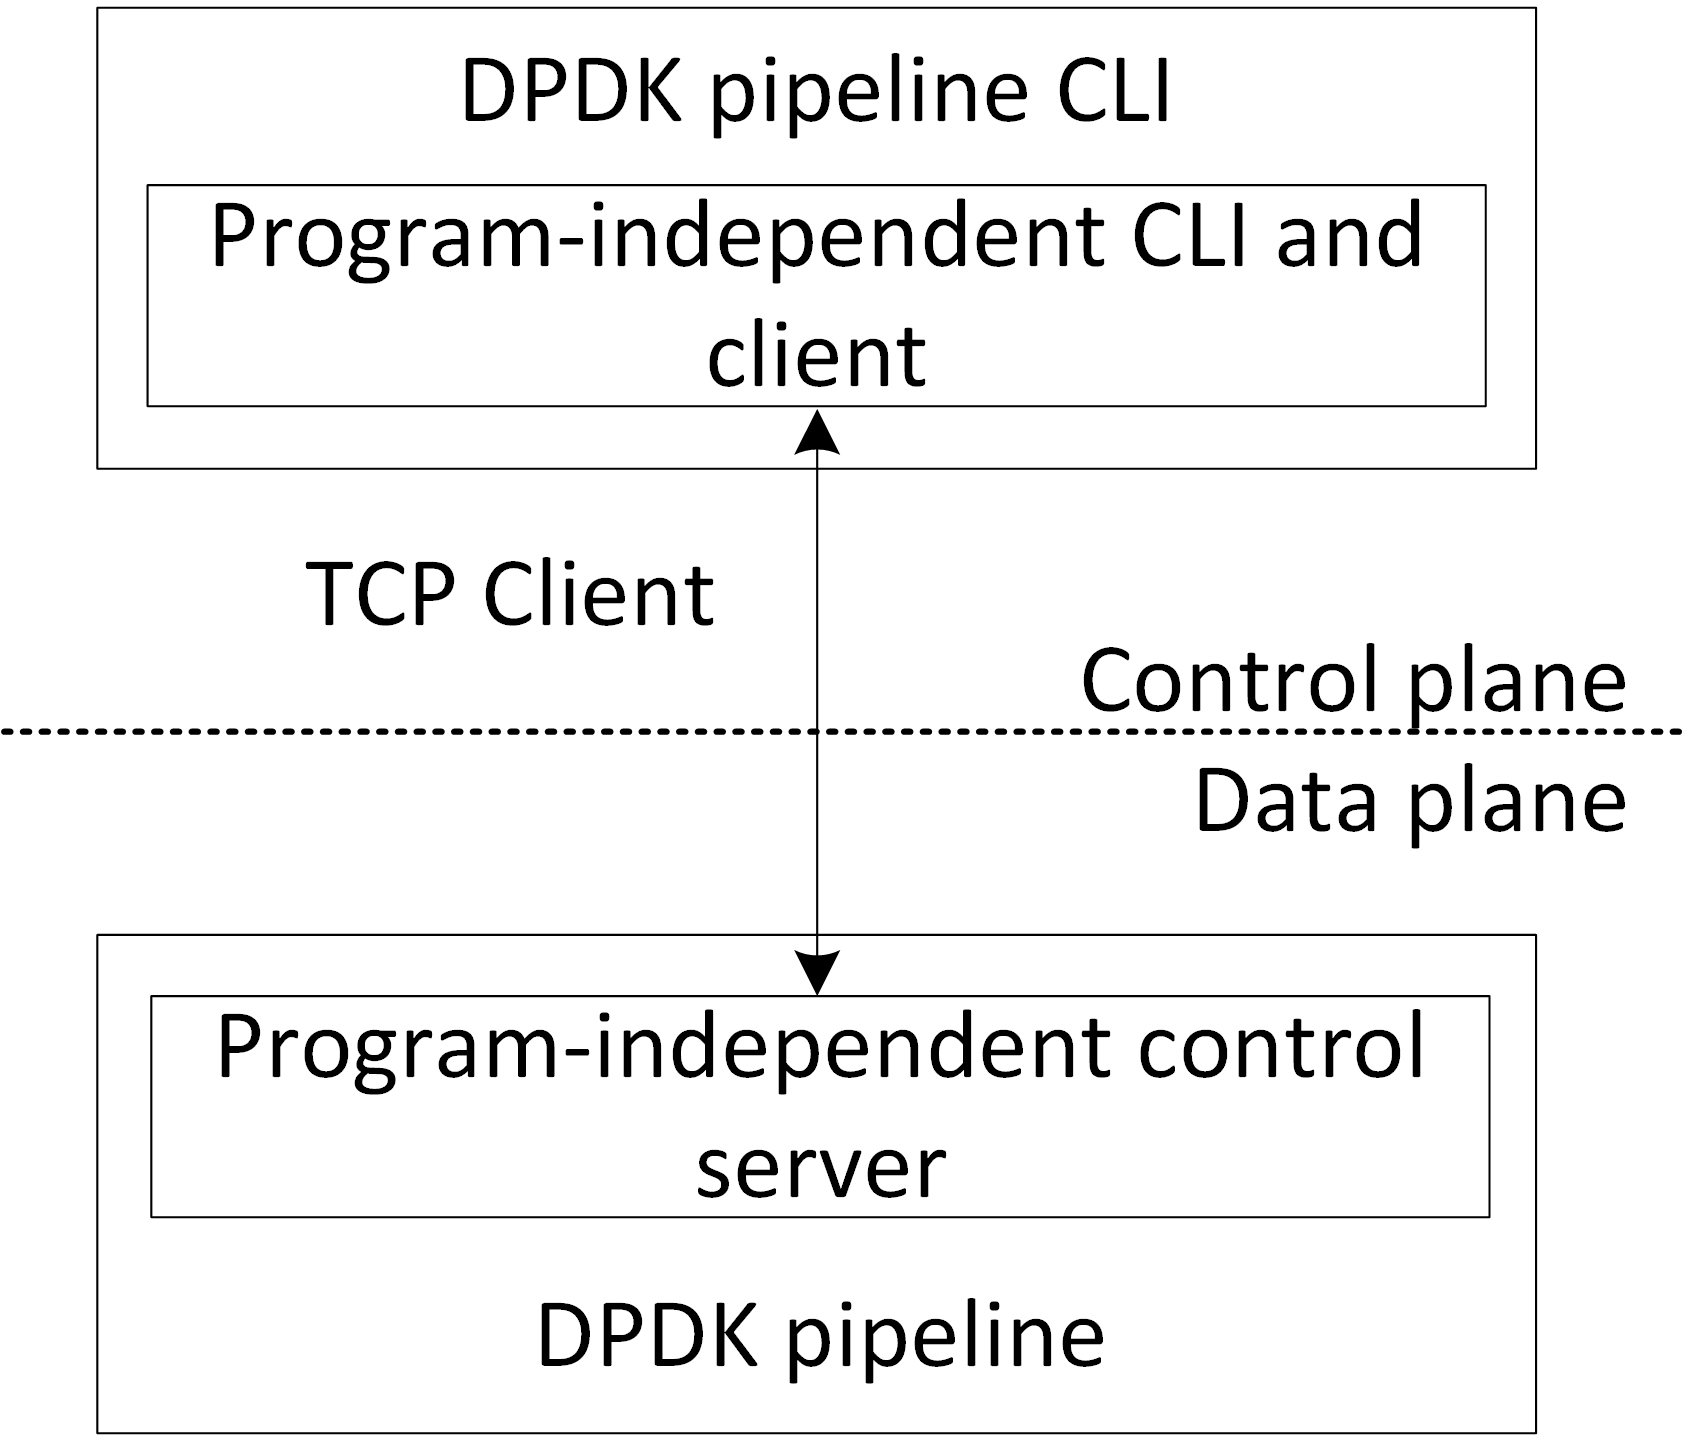 DPDK pipeline CLI
Program-independent CLI and
client
TCP Client
Control plane
Data plane
Program-independent control
server
DPDK pipeline